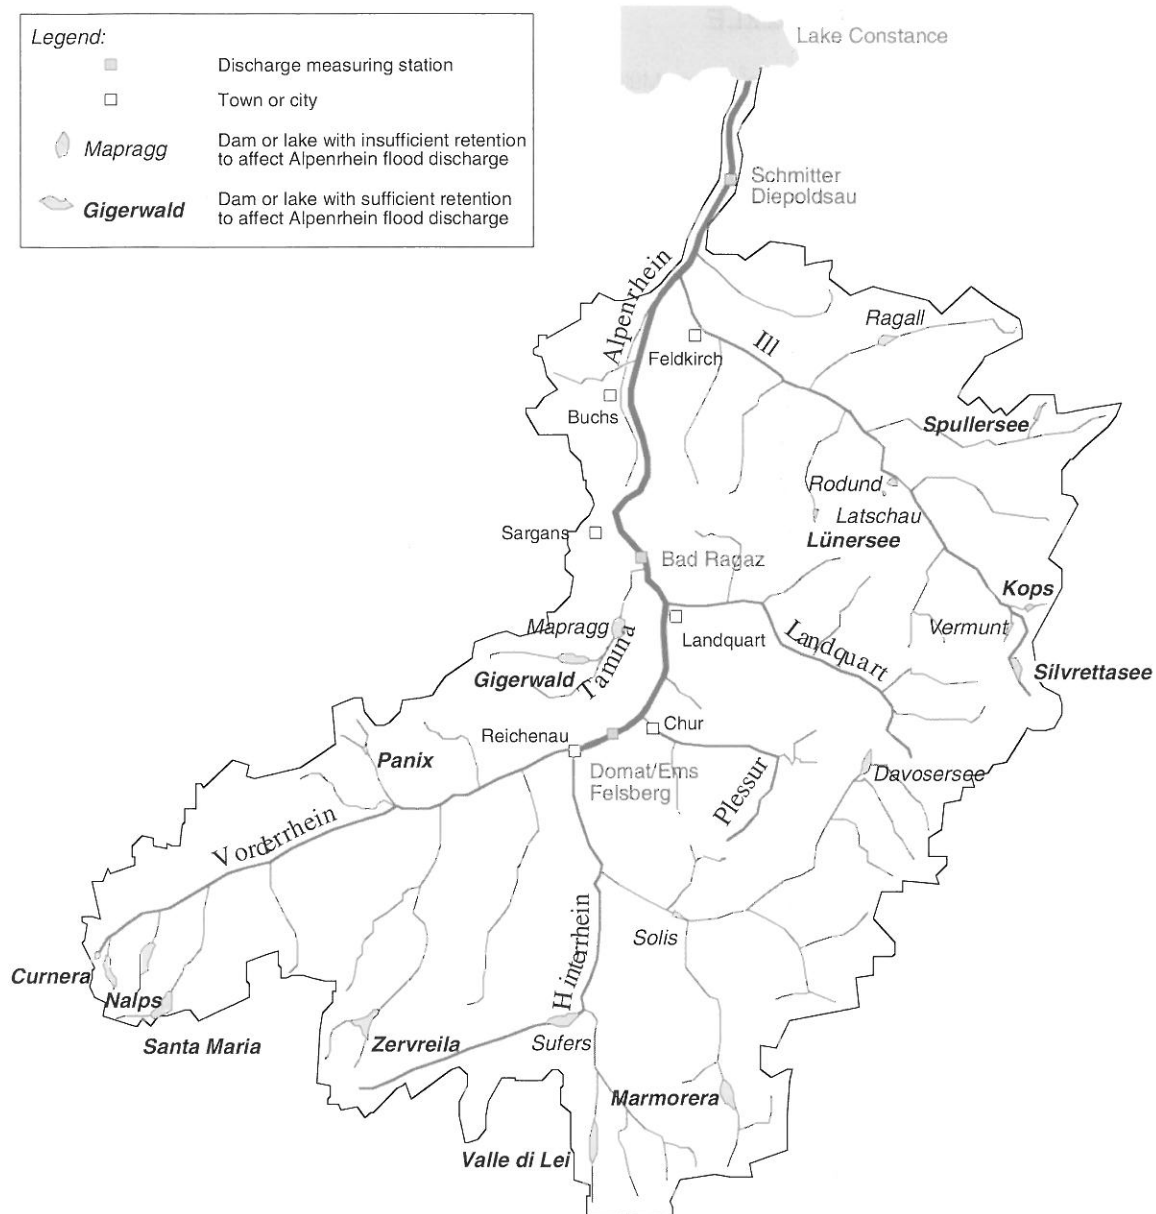 Legend:
Discharge measuring station
Town or city
Mapragg
Dam or lake with insufficient retention
to affect Alpenrhein flood discharge
Gigerwald
Dam or lake with sufficient retention
to affect Alpenrhein flood discharge
Lake Constance
Schmitter
Diepoldsau
Alpenrhein
Ragall
Ill
Feldkirch
Buchs
Spullersee
Rodund
Latschau
Lünersee
Sargans
Bad Ragaz
Kops
Mapragg
Landquart
Landquart
Vermunt
Tamina
Gigerwald
Silvrettasee
Reichenau
Chur
Panix
Domat/Ems
Felsberg
Plessur
Davosersee
Vorderrhein
Hinterrhein
Solis
Curnera
Nalps
Santa Maria
Zervreila
Sufers
Marmorera
Valle di Lei